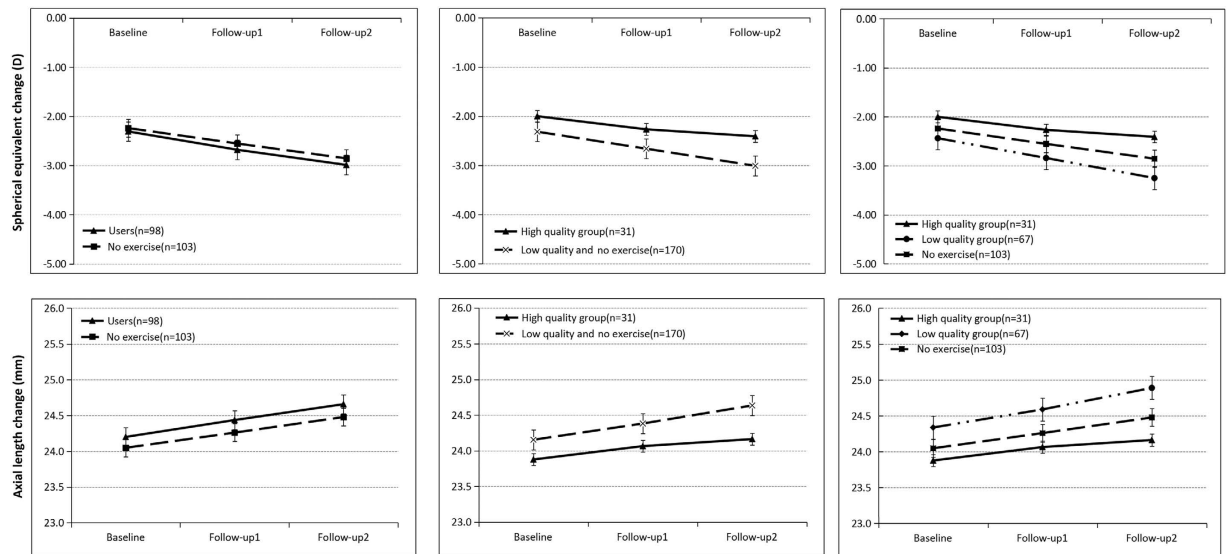 Spherical equivalent change (D)
0.00
-1.00
-2.00
-3.00
-4.00
-5.00
Baseline Follow-up1 Follow-up2
Users(n=98)
No exercise(n=103)
0.00
-1.00
-2.00
-3.00
-4.00
-5.00
Baseline Follow-up1 Follow-up2
High quality group(n=31)
Low quality and no exercise(n=170)
0.00
-1.00
-2.00
-3.00
-4.00
-5.00
Baseline Follow-up1 Follow-up2
High quality group(n=31)
Low quality group(n=67)
No exercise(n=103)
Axial length change (mm)
26.0
25.5
25.0
24.5
24.0
23.5
23.0
Users(n=98)
No exercise(n=103)
Baseline Follow-up1 Follow-up2
26.0
25.5
25.0
24.5
24.0
23.5
23.0
High quality group(n=31)
Low quality and no exercise(n=170)
Baseline Follow-up1 Follow-up2
26.0
25.5
25.0
24.5
24.0
23.5
23.0
High quality group(n=31)
Low quality group(n=67)
No exercise(n=103)
Baseline Follow-up1 Follow-up2